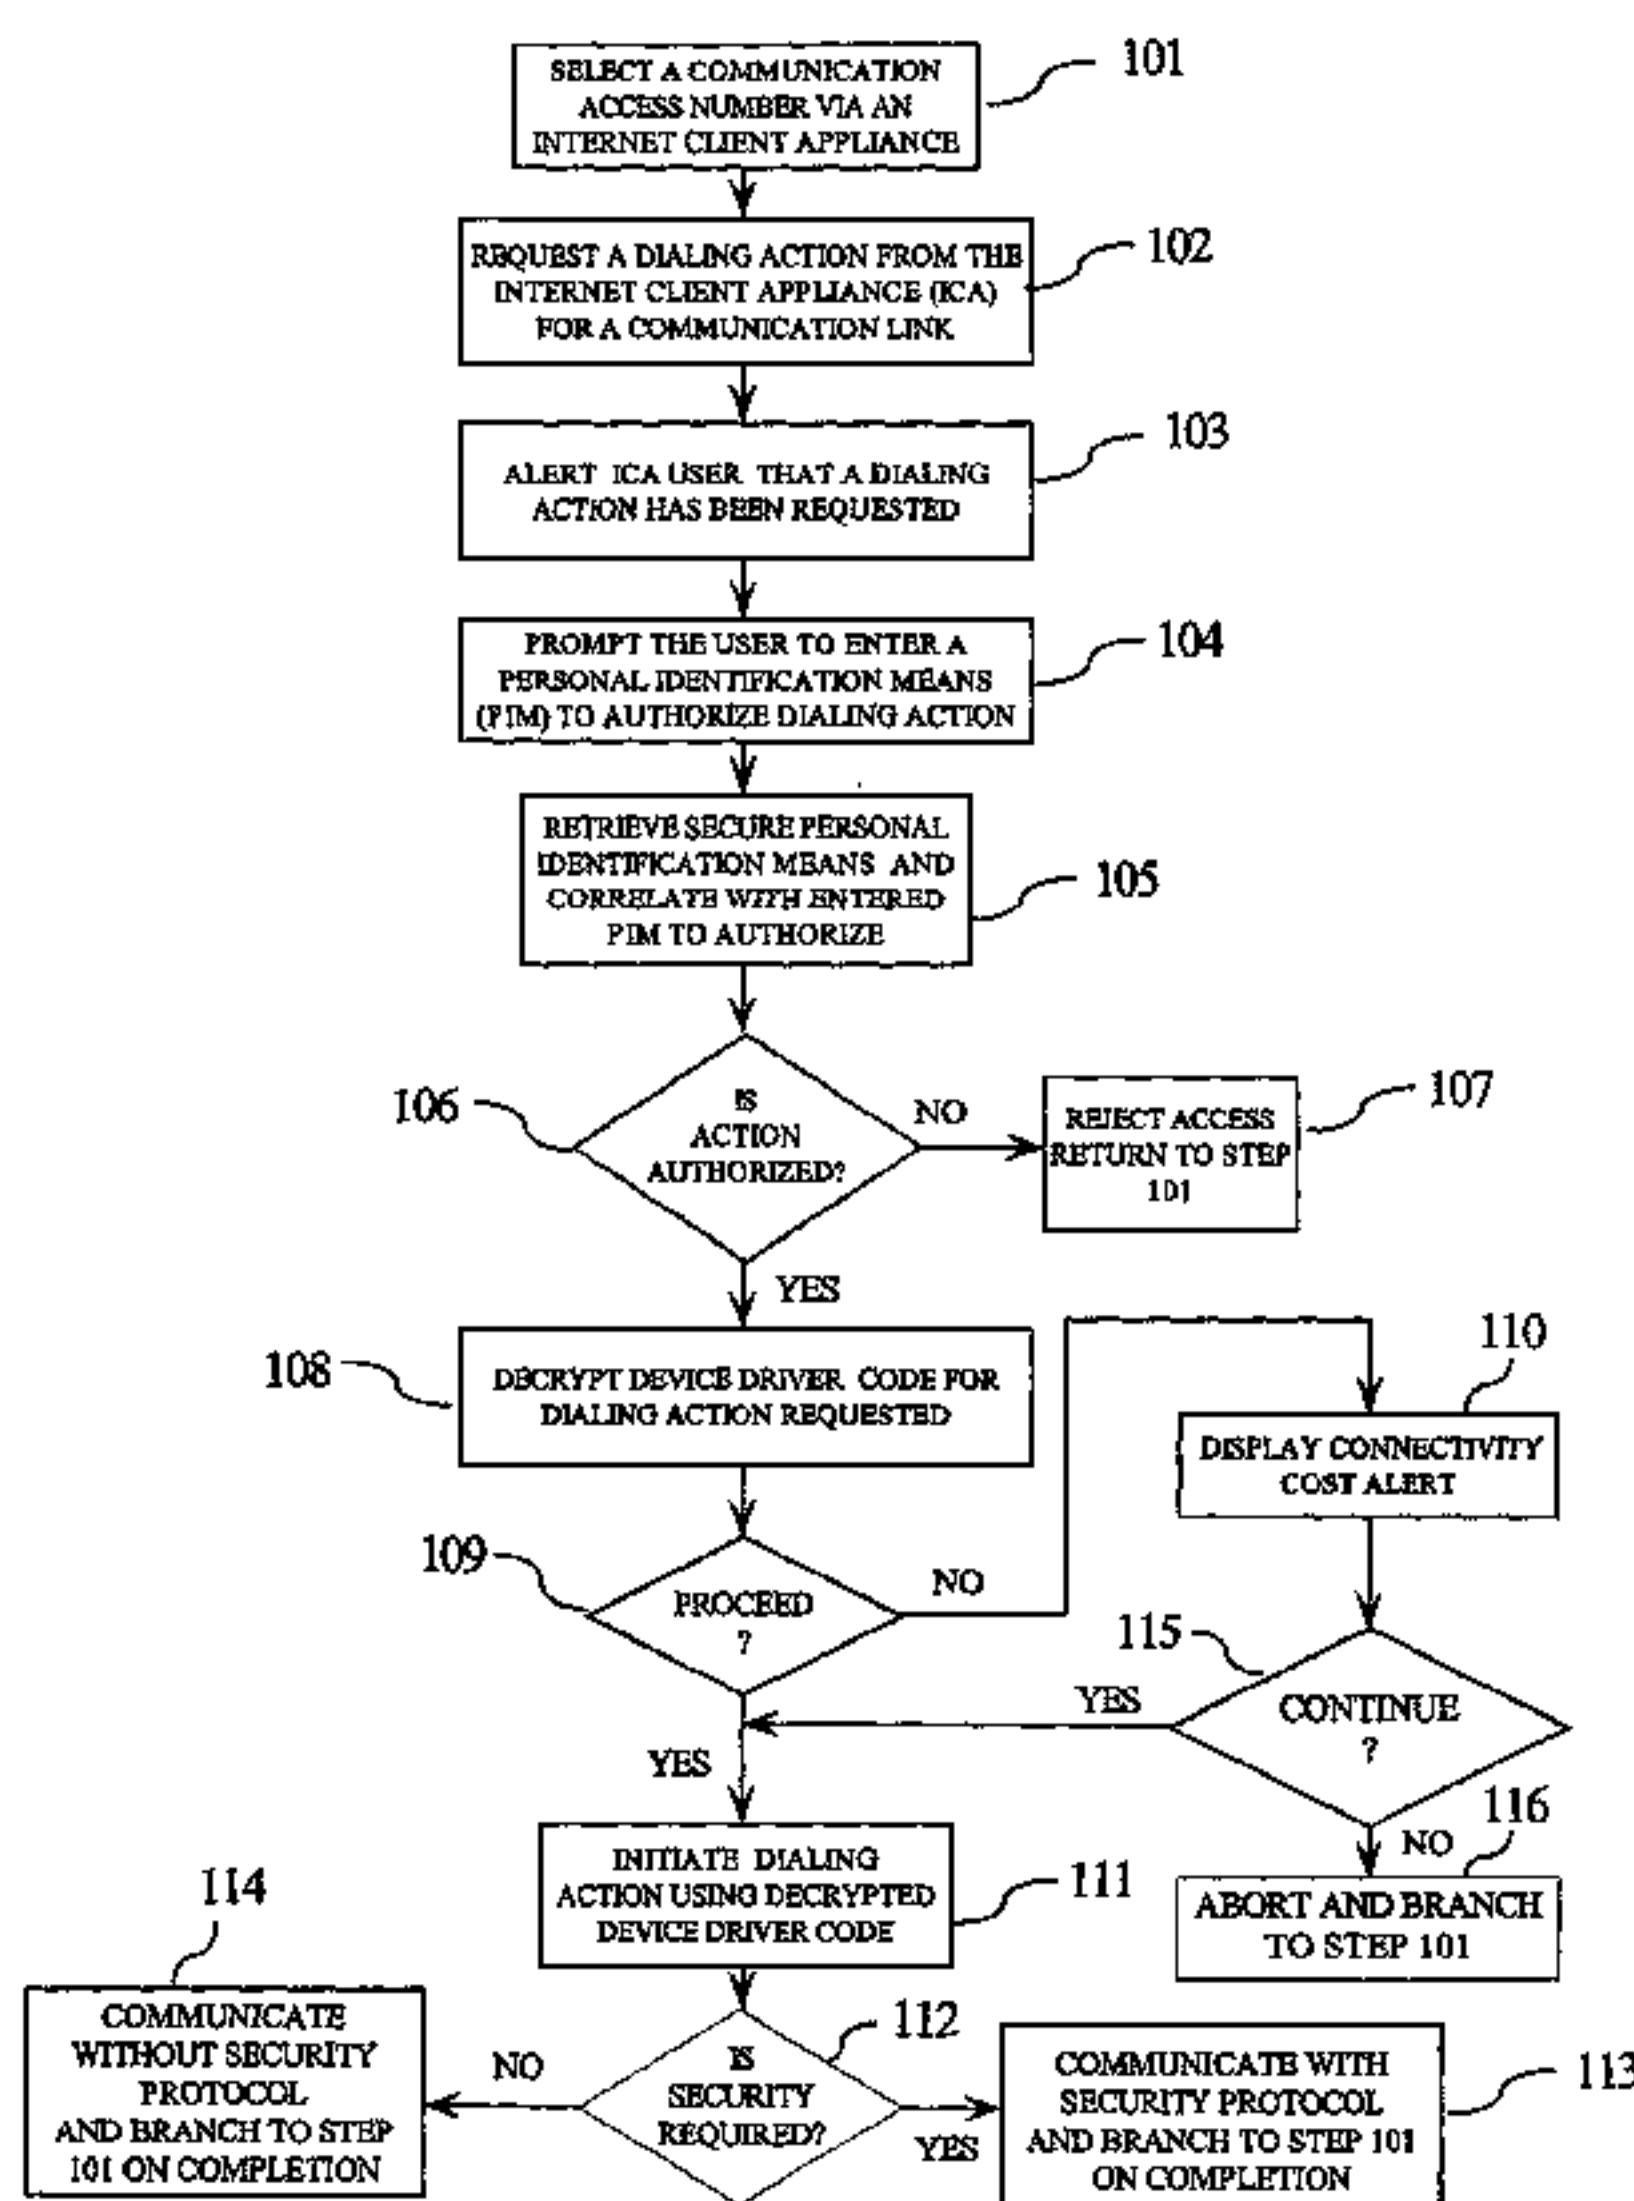 101
SELECT A COMMUNICATION
ACCESS NUMBER VIA AN
INTERNET CLIENT APPLIANCE
102
REQUEST A DIALING ACTION FROM THE
INTERNET CLIENT APPLIANCE (ICA)
FOR A COMMUNICATION LINK
103
ALERT ICA USER THAT A DIALING
ACTION HAS BEEN REQUESTED
104
PROMPT THE USER TO ENTER A
PERSONAL IDENTIFICATION MEANS
(PIM) TO AUTHORIZE DIALING ACTION
105
RETRIEVE SECURE PERSONAL
IDENTIFICATION MEANS AND
CORRELATE WITH ENTERED
PIM TO AUTHORIZE
106
IS
ACTION
AUTHORIZED?
NO
107
REJECT ACCESS
RETURN TO STEP
101
YES
108
DECRYPT DEVICE DRIVER CODE FOR
DIALING ACTION REQUESTED
110
DISPLAY CONNECTIVITY
COST ALERT
109
PROCEED
?
NO
115
CONTINUE
?
YES
YES
116
NO
ABORT AND BRANCH
TO STEP 101
111
INITIATE DIALING
ACTION USING DECRYPTED
DEVICE DRIVER CODE
114
COMMUNICATE
WITHOUT SECURITY
PROTOCOL
AND BRANCH TO STEP
101 ON COMPLETION
NO
112
IS
SECURITY
REQUIRED?
YES
113
COMMUNICATE WITH
SECURITY PROTOCOL
AND BRANCH TO STEP 101
ON COMPLETION